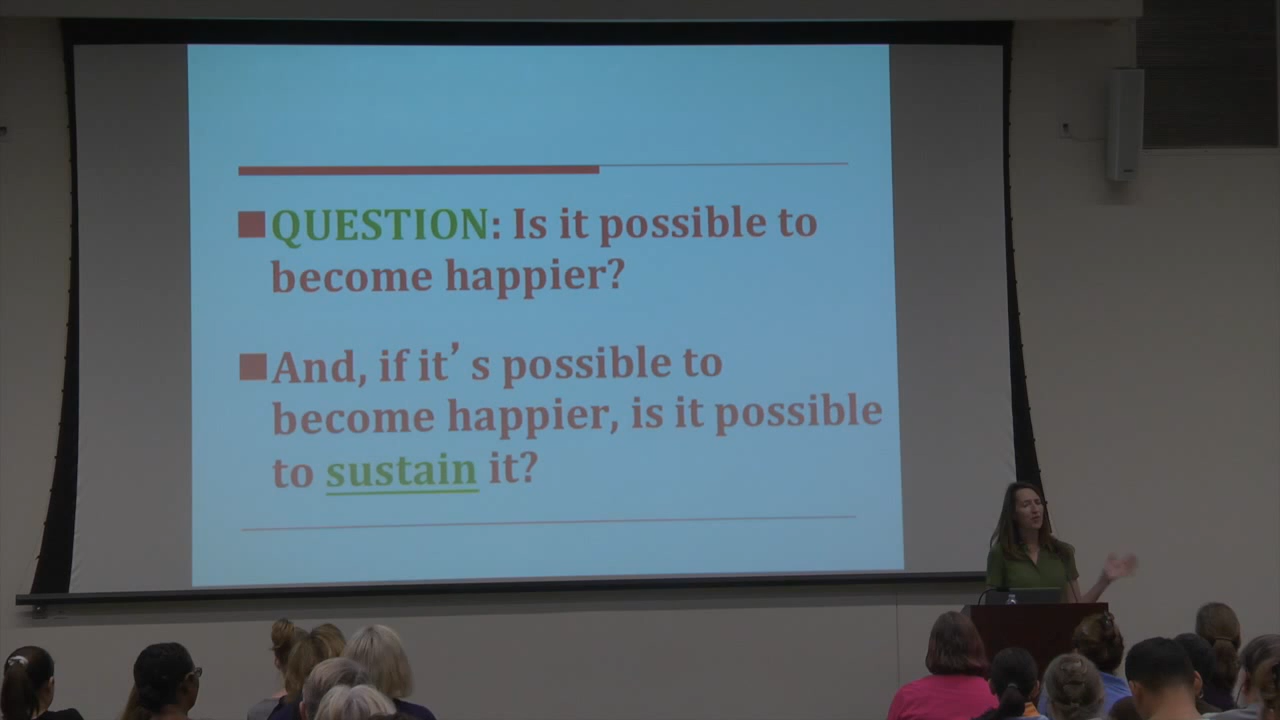 QUESTION: Is it possible to
become happier?
And, if it’s possible to
become happier, is it possible
to sustain it?